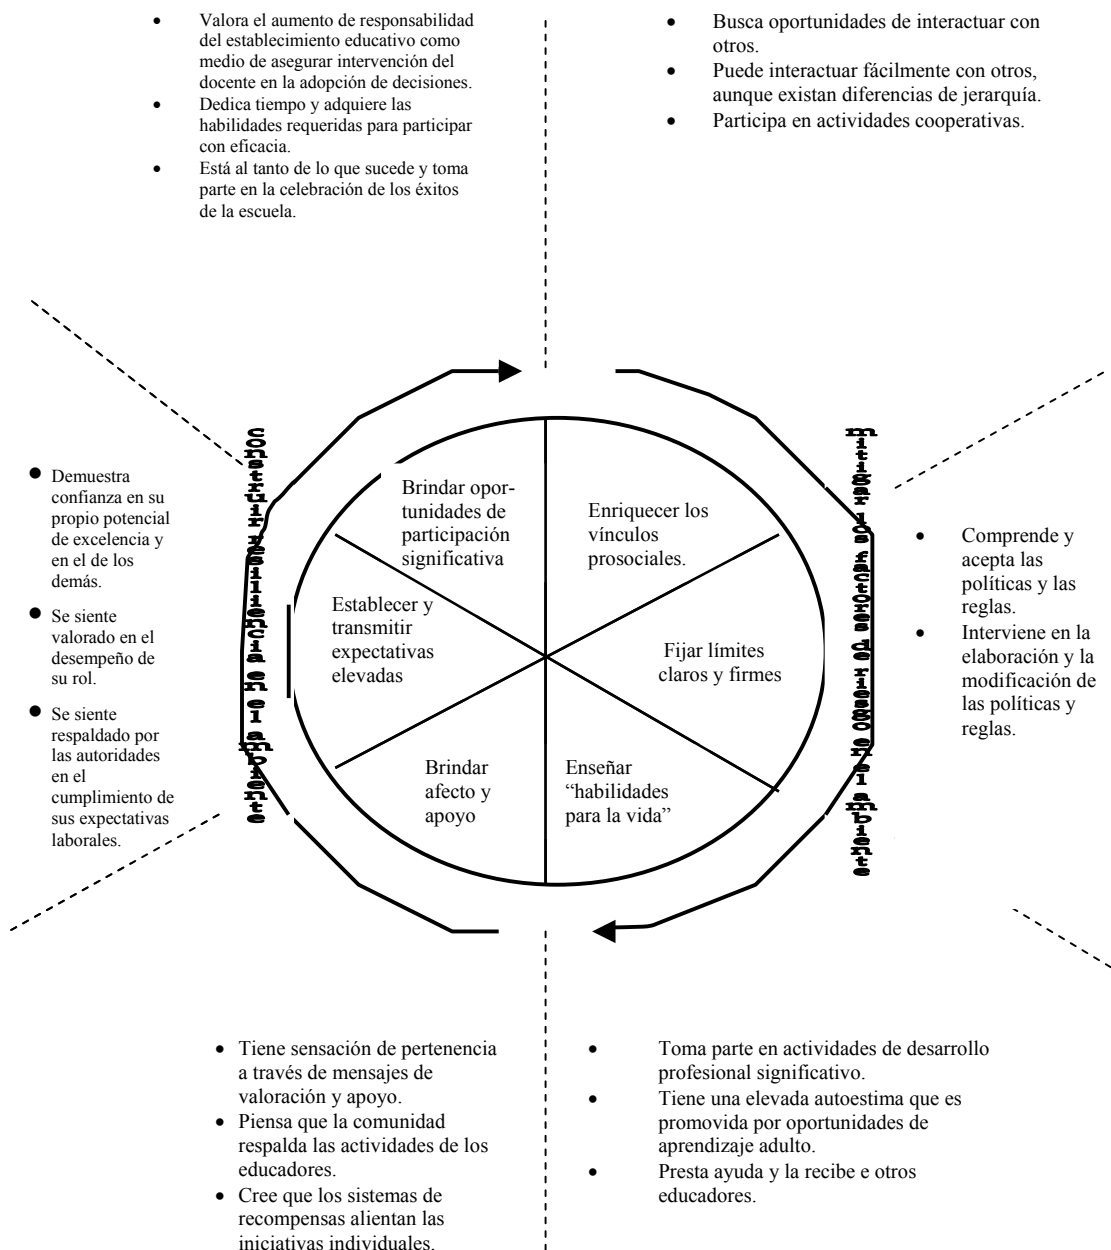 • Valora el aumento de responsabilidad
del establecimiento educativo como
medio de asegurar intervención del
docente en la adopción de decisiones.
• Dedica tiempo y adquiere las
habilidades requeridas para participar
con eficacia.
• Está al tanto de lo que sucede y toma
parte en la celebración de los éxitos
de la escuela.
• Busca oportunidades de interactuar con
otros.
• Puede interactuar fácilmente con otros,
aunque existan diferencias de jerarquía.
• Participa en actividades cooperativas.
construir resiliencia en el ambiente
mitigar los factores de riesgo en el ambiente
Brindar opor-
tunidades de
participación
significativa
Enriquecer los
vínculos
prosociales.
Establecer y
transmitir
expectativas
elevadas
Fijar límites
claros y firmes
Brindar
afecto y
apoyo
Enseñar
“habilidades
para la vida”
● Demuestra
confianza en su
propio potencial
de excelencia y
en el de los
demás.
● Se siente
valorado en el
desempeño de
su rol.
● Se siente
respaldado por
las autoridades
en el
cumplimiento de
sus expectativas
laborales.
• Comprende y
acepta las
políticas y las
reglas.
• Interviene en la
elaboración y la
modificación de
las políticas y
reglas.
• Tiene sensación de pertenencia
a través de mensajes de
valoración y apoyo.
• Piensa que la comunidad
respalda las actividades de los
educadores.
• Cree que los sistemas de
recompensas alientan las
iniciativas individuales.
• Toma parte en actividades de desarrollo
profesional significativo.
• Tiene una elevada autoestima que es
promovida por oportunidades de
aprendizaje adulto.
• Presta ayuda y la recibe e otros
educadores.